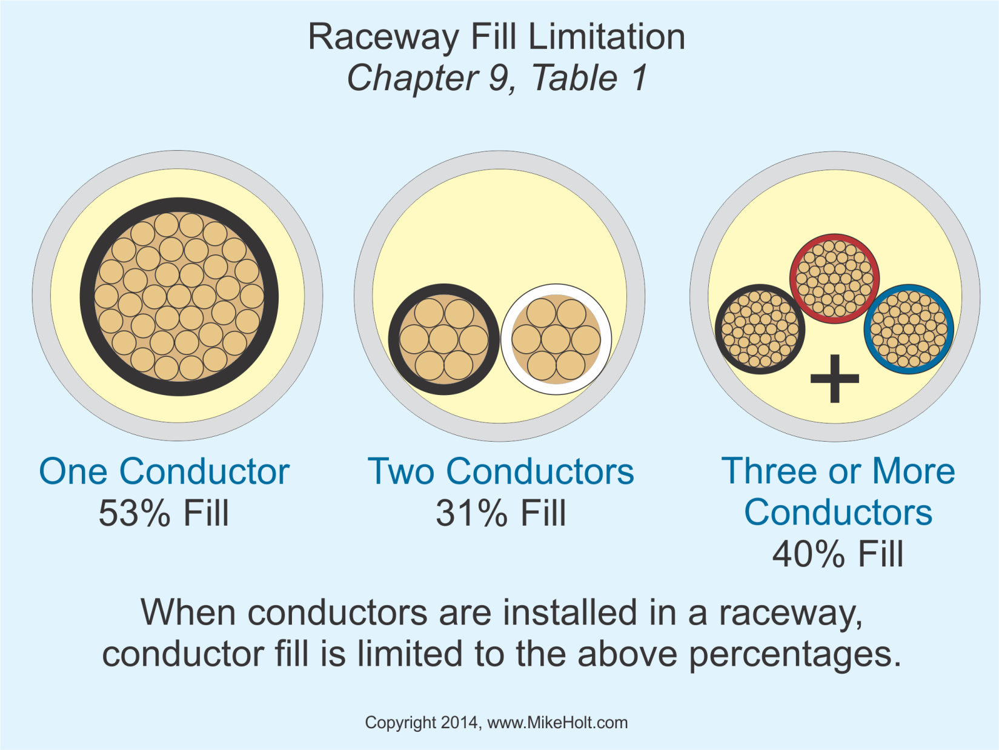 Raceway Fill Limitation
Chapter 9, Table 1
One Conductor
53% Fill
Two Conductors
31% Fill
Three or More
Conductors
40% Fill
When conductors are installed in a raceway,
conductor fill is limited to the above percentages.
Copyright 2014, www.MikeHolt.com